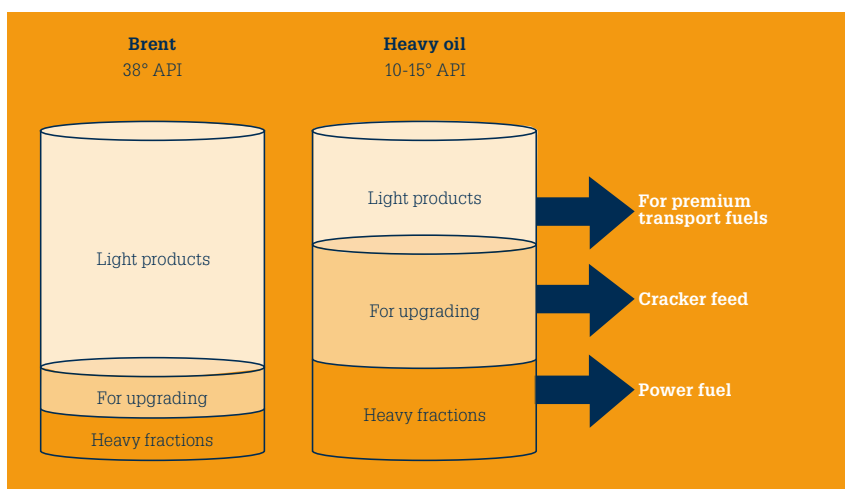 Brent
38° API
Heavy oil
10-15° API
Light products
For upgrading
Heavy fractions
Light products
For upgrading
Heavy fractions
For premium
transport fuels
Cracker feed
Power fuel